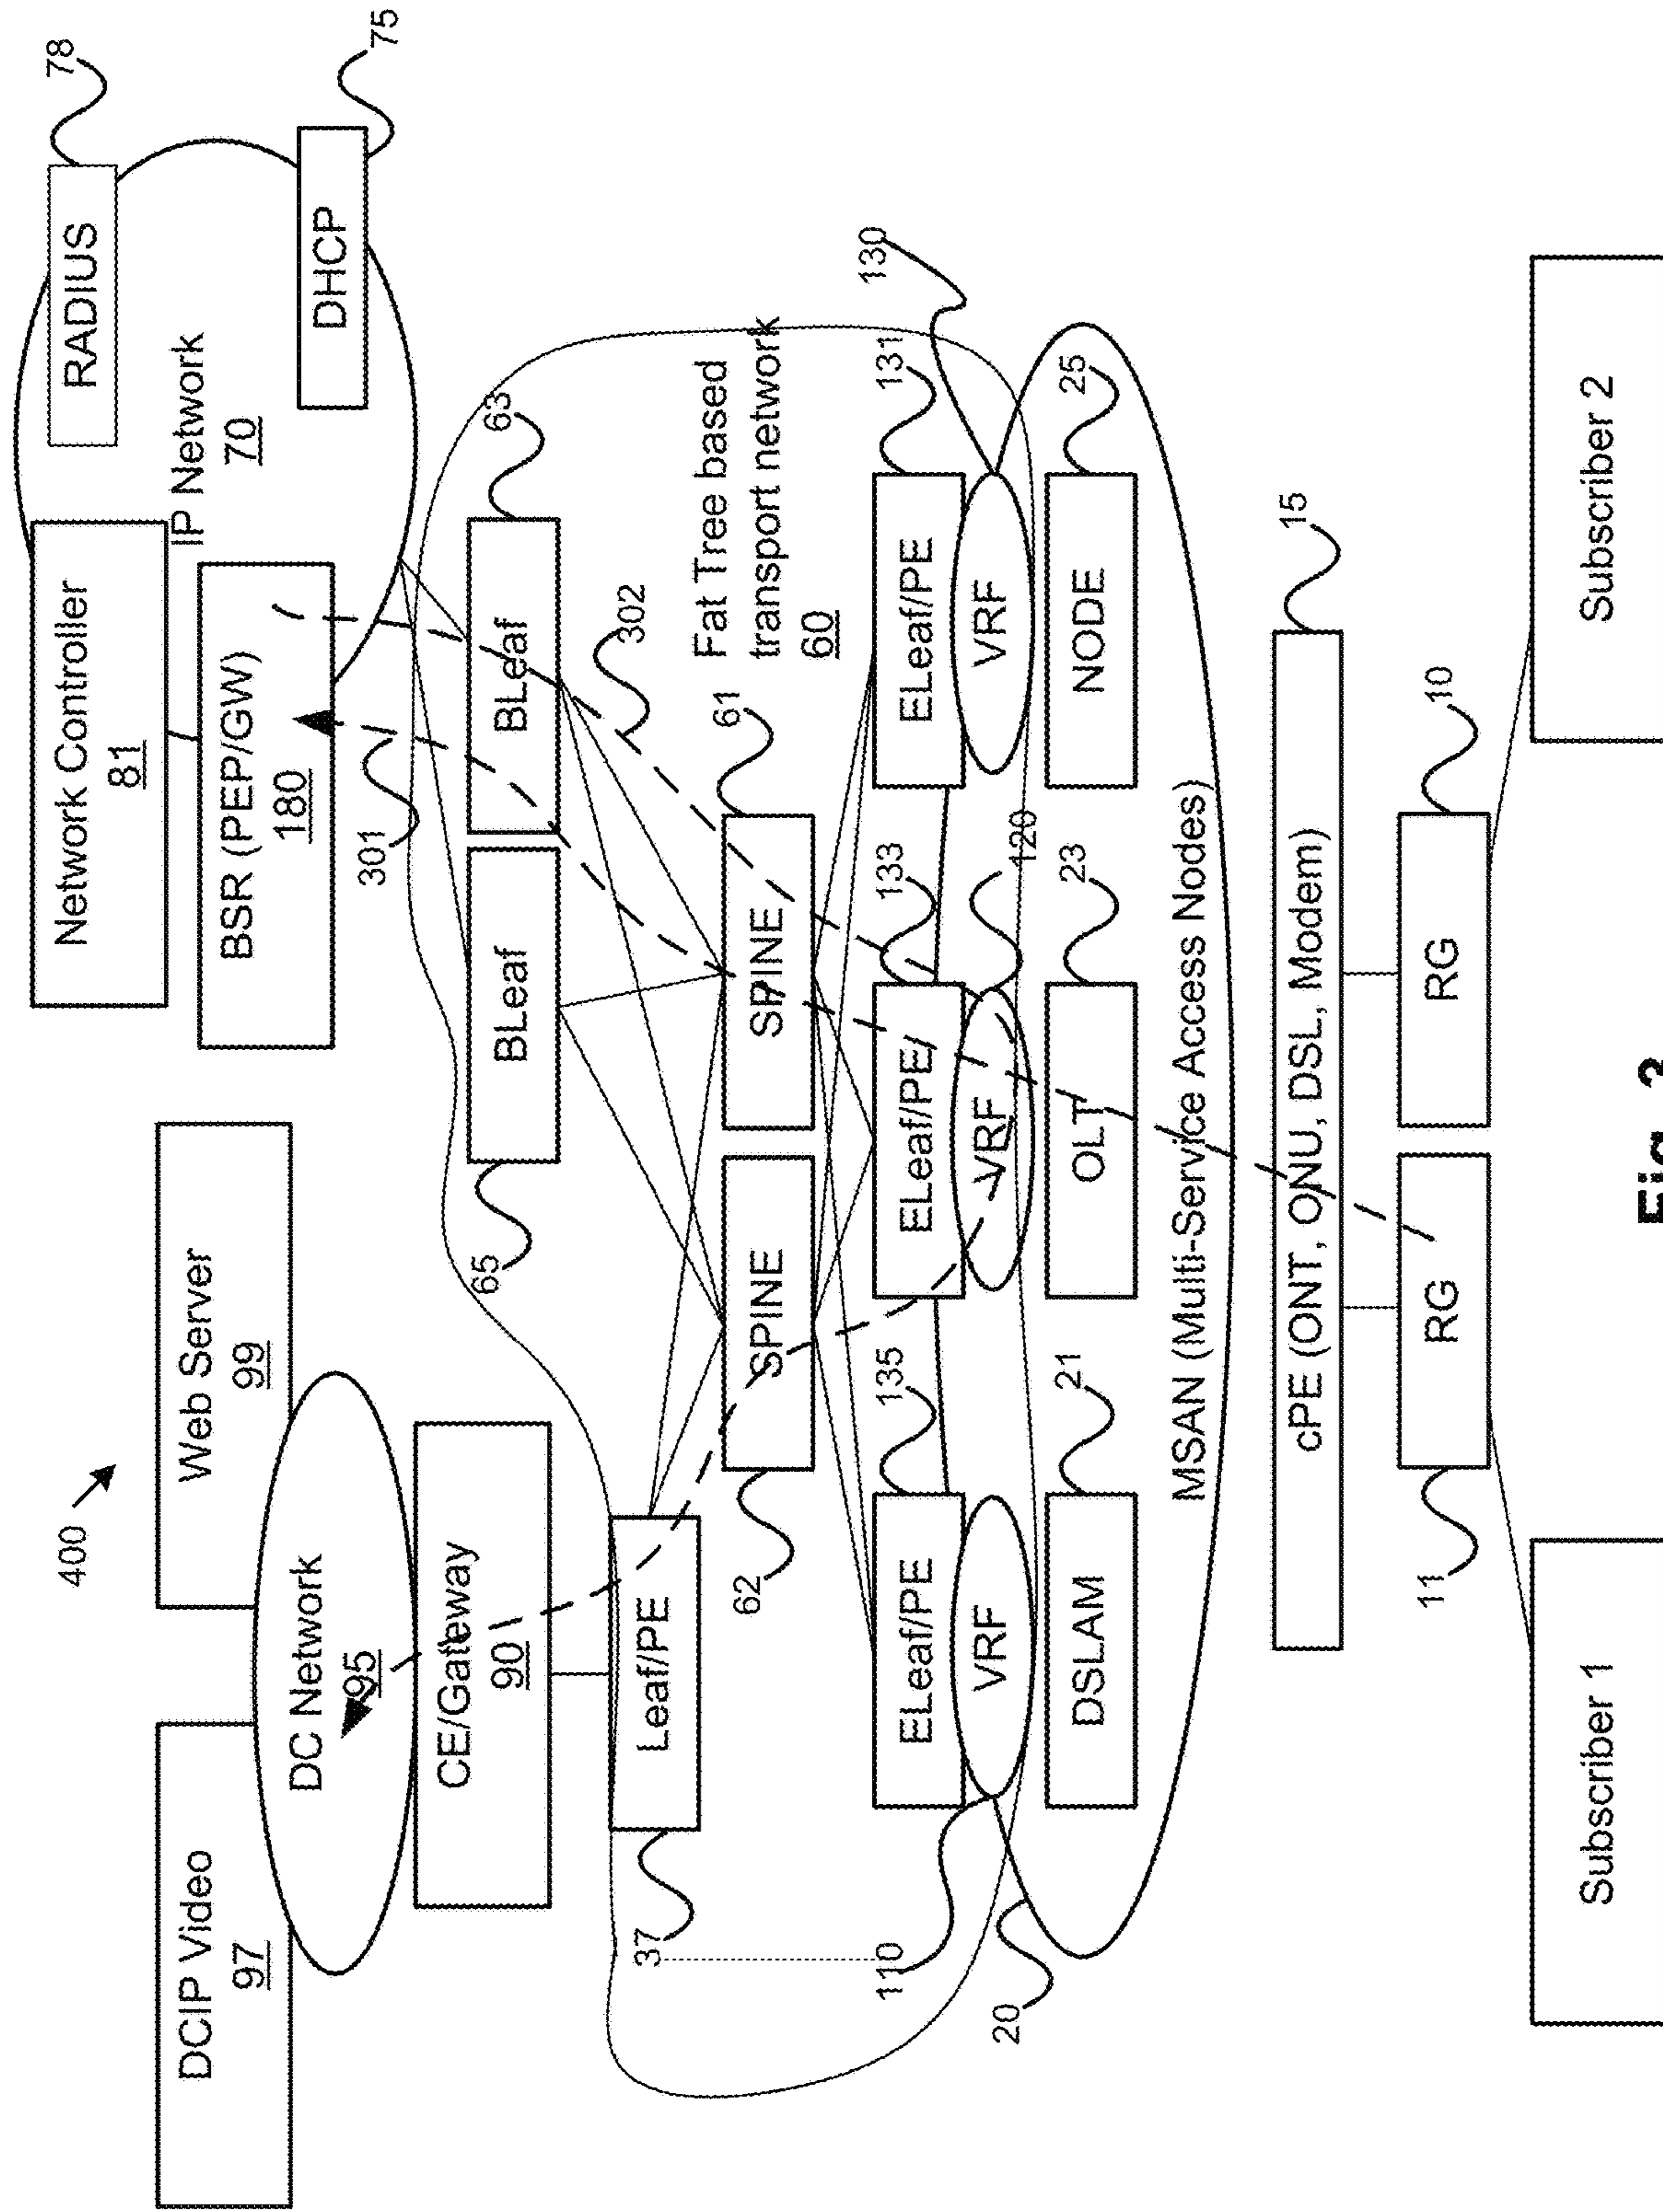 400
DCIP Video
97
Web Server
99
DC Network
95
CE/Gateway
90
Leaf/PE
37
Network Controller
81
BSR (PEP/GW)
180
RADIUS
78
IP Network
70
DHCP
75
301
302
BLeaf
65
BLeaf
63
Fat Tree based
transport network
60
SPINE
62
SPINE
61
ELeaf/PE
135
ELeaf/PE
133
ELeaf/PE
131
VRF
110
VRF
120
VRF
130
20
DSLAM
21
OLT
23
NODE
25
MSAN (Multi-Service Access Nodes)
cPE (ONT, ONU, DSL, Modem)
15
RG
11
RG
10
Subscriber 1
Subscriber 2